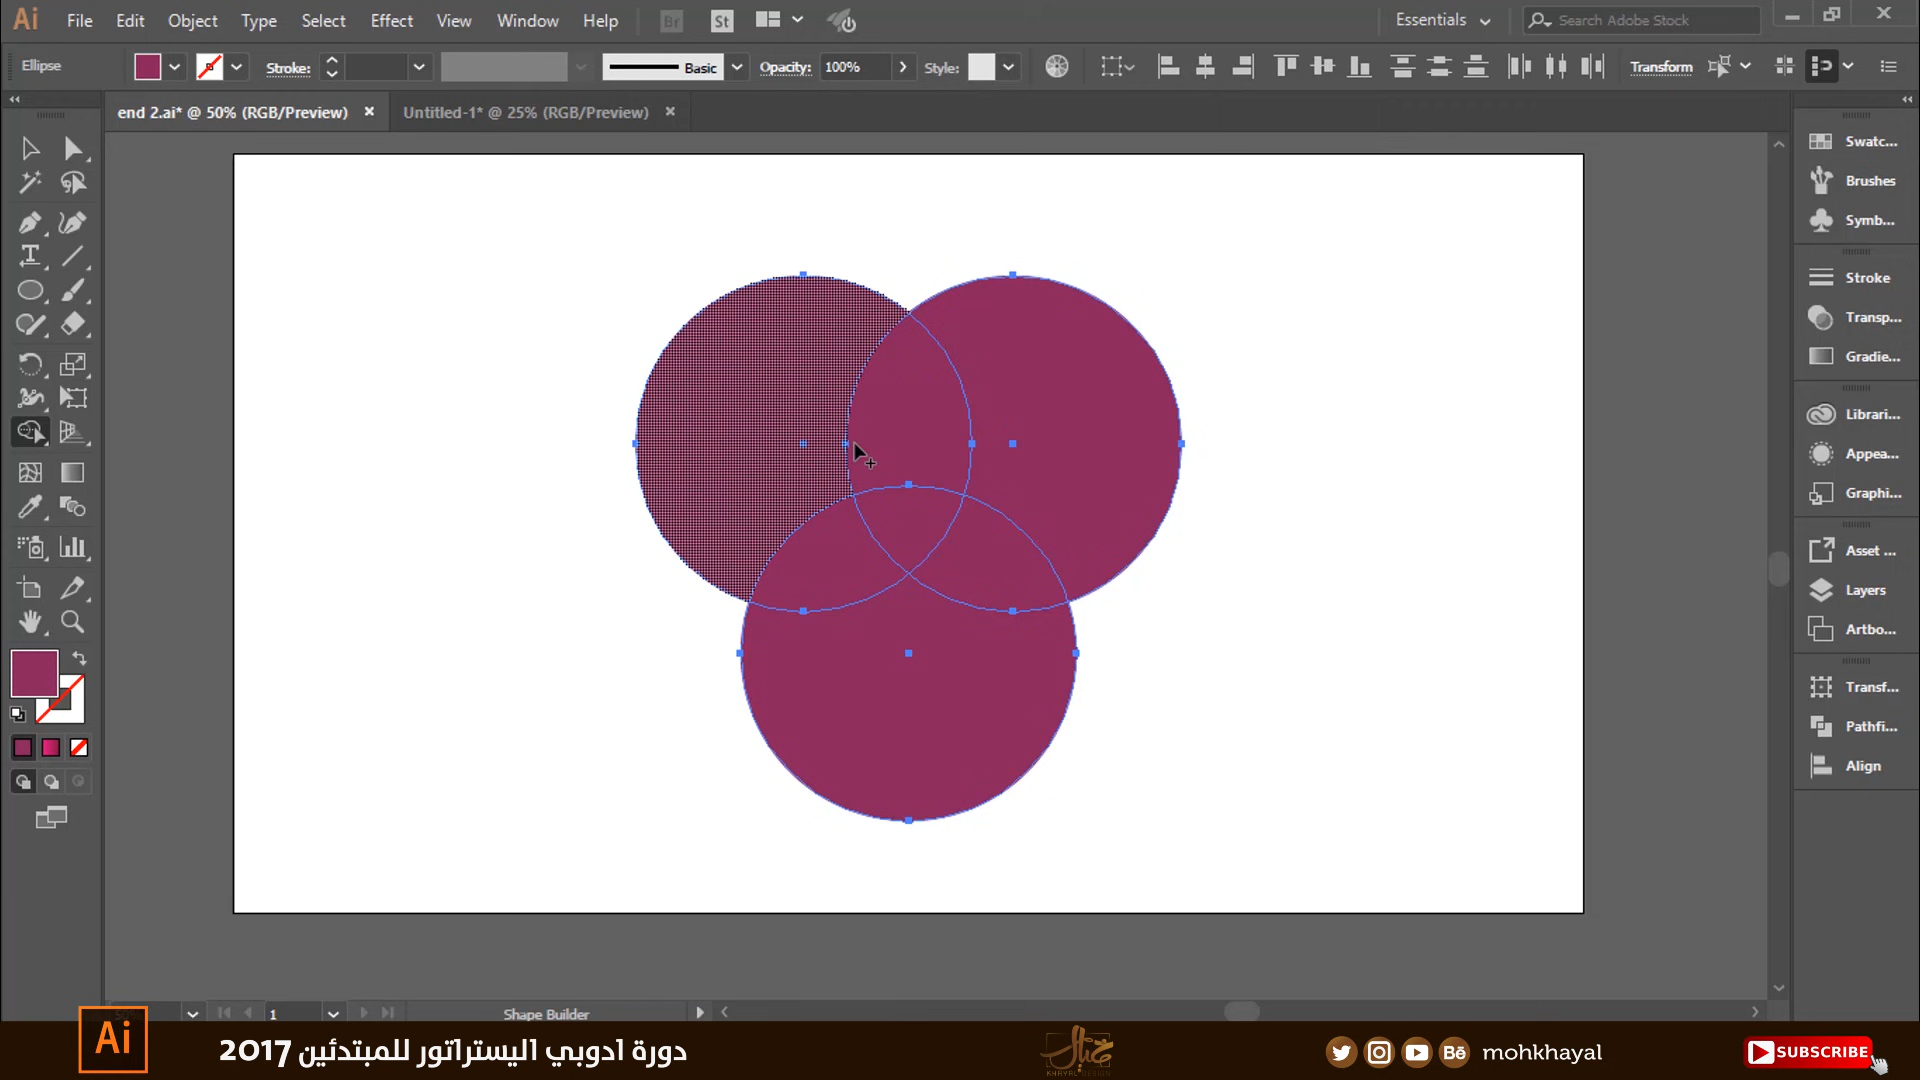 Ai File Edit Object Type Select Effect View Window Help Br St Essentials Search Adobe Stock
Ellipse Stroke: Basic Opacity: 100% Style: Transform
end 2.ai* @ 50% (RGB/Preview) Untitled-1* @ 25% (RGB/Preview)
Swatc...
Brushes
Symb...
Stroke
Transp...
Gradie...
Librari...
Appea...
Graphi...
Asset ...
Layers
Artbo...
Transf...
Pathfi...
Align
1 Shape Builder
Ai دورة ادوبي اليستراتور للمبتدئين 2017 Bē mohkhayal SUBSCRIBE